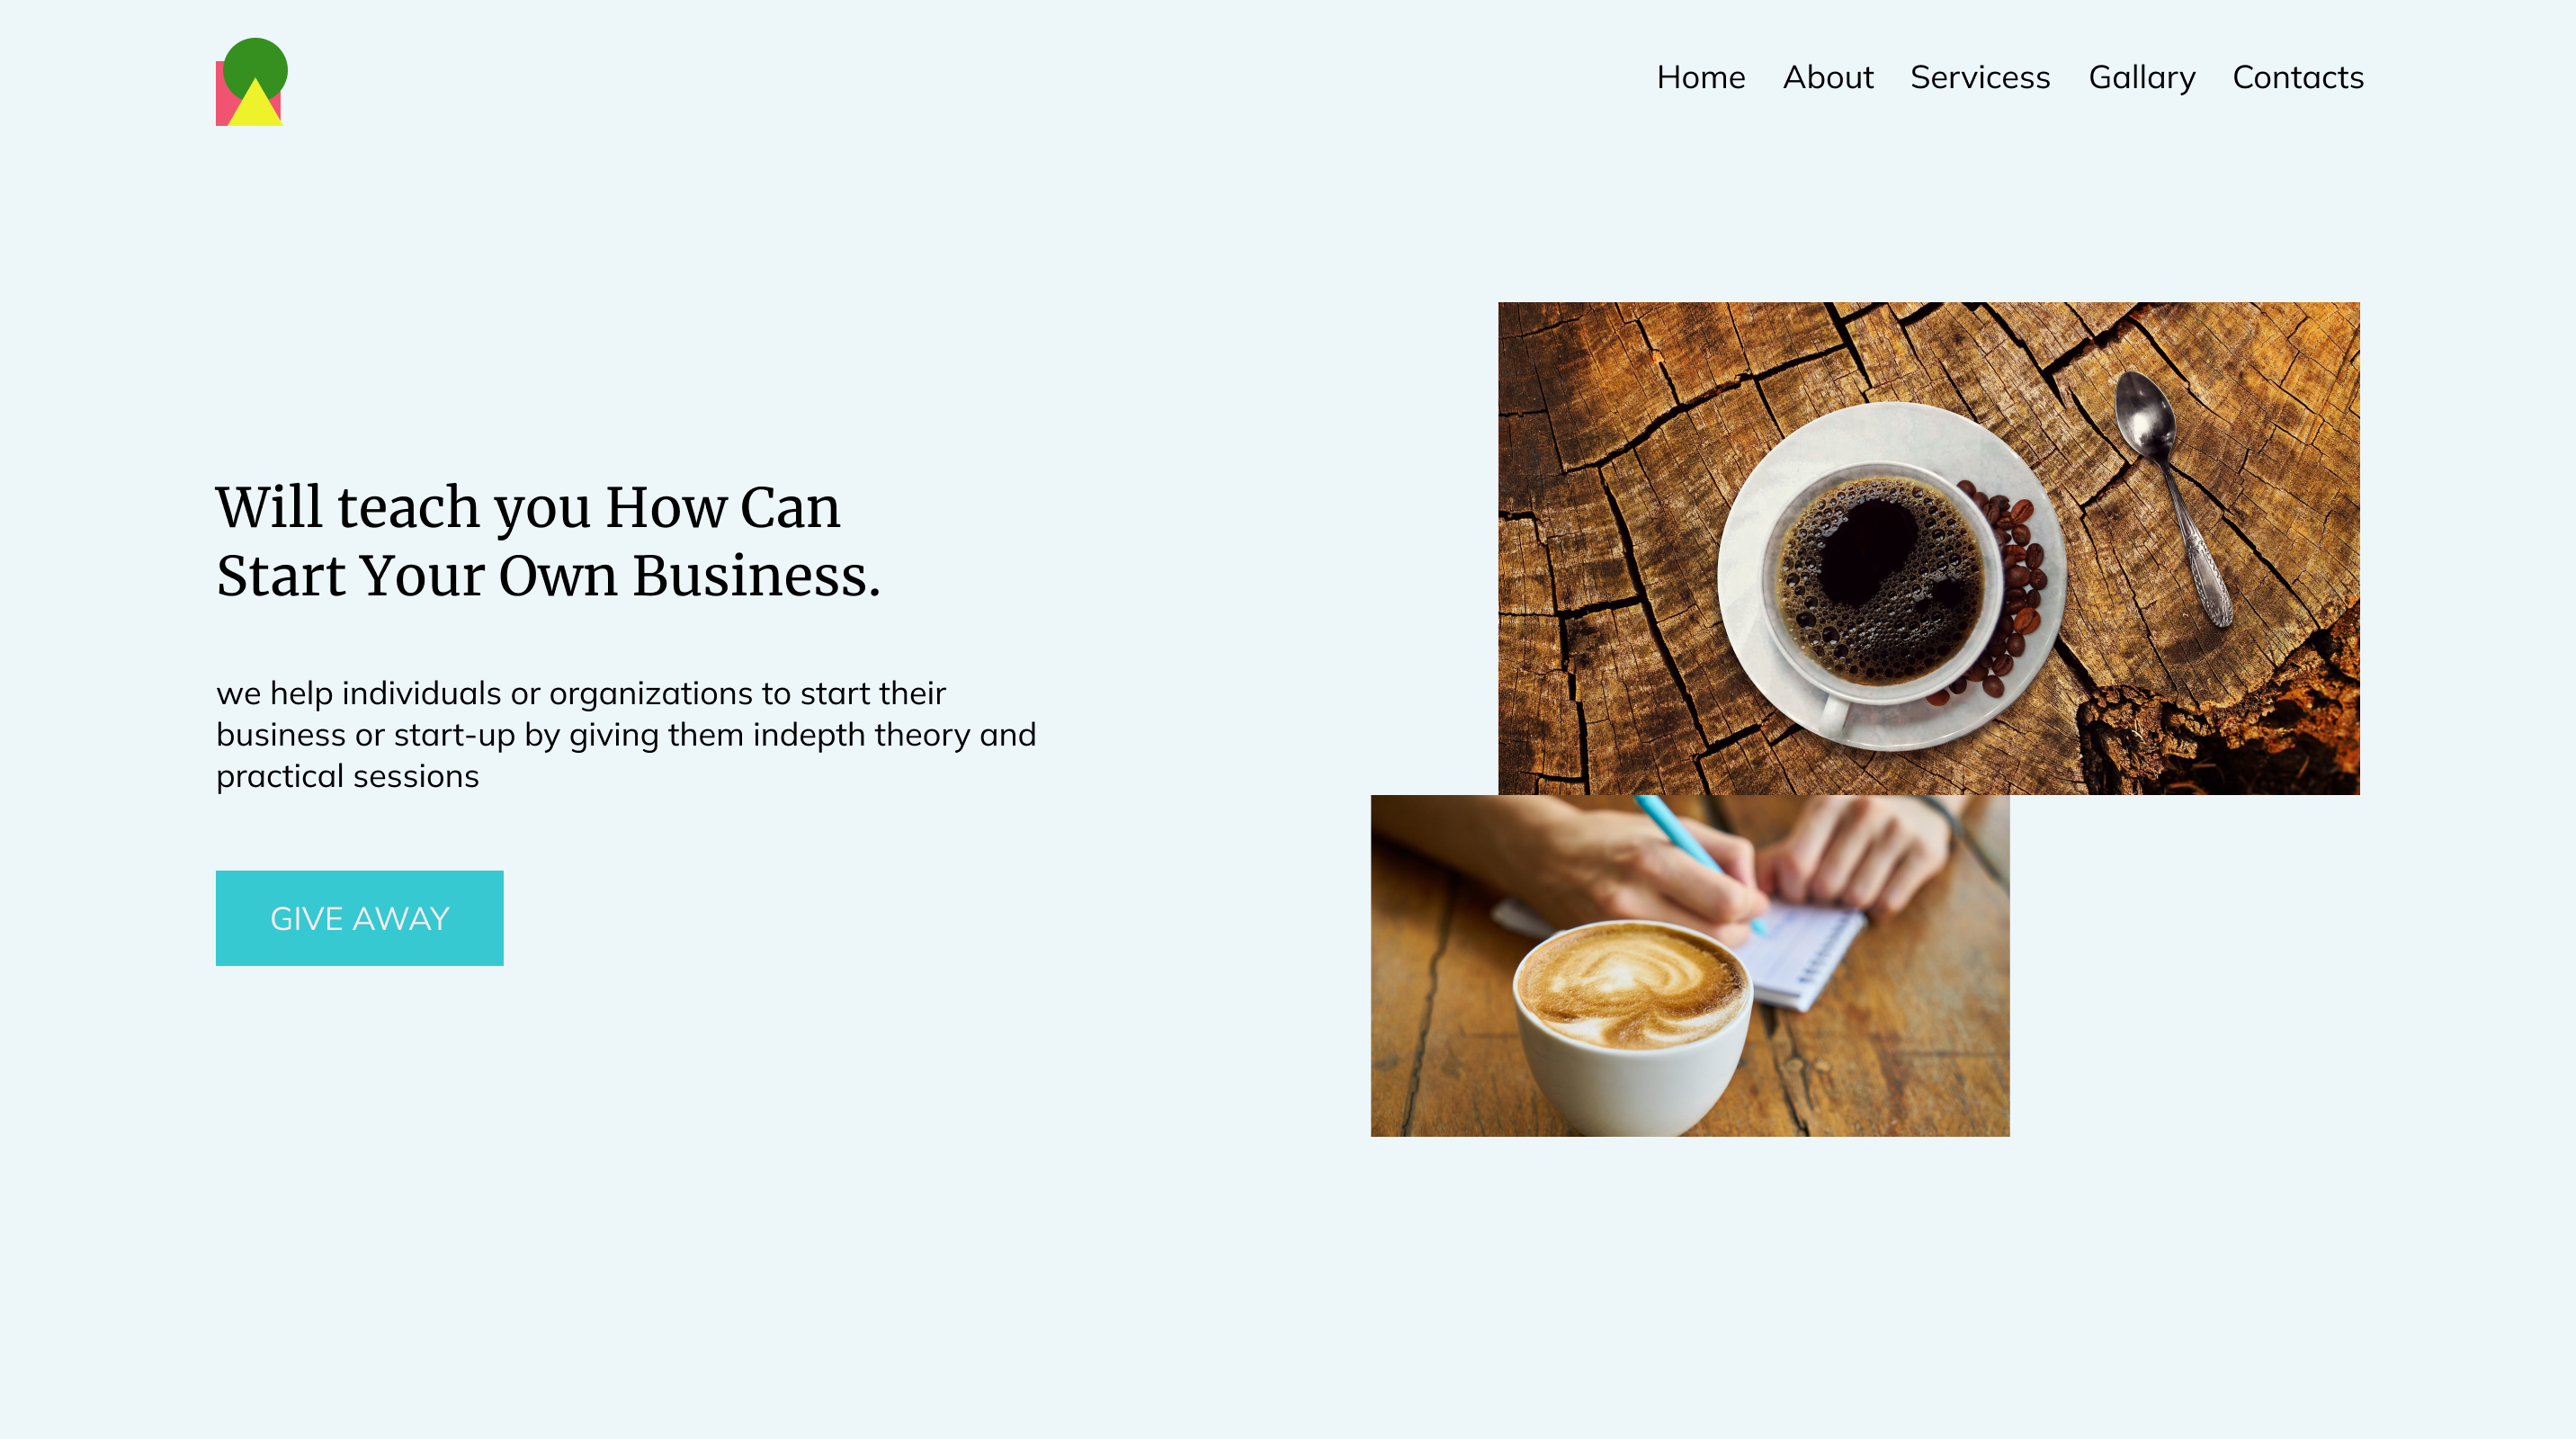 Home About Servicess Gallary Contacts
Will teach you How Can
Start Your Own Business.
we help individuals or organizations to start their
business or start-up by giving them indepth theory and
practical sessions
GIVE AWAY